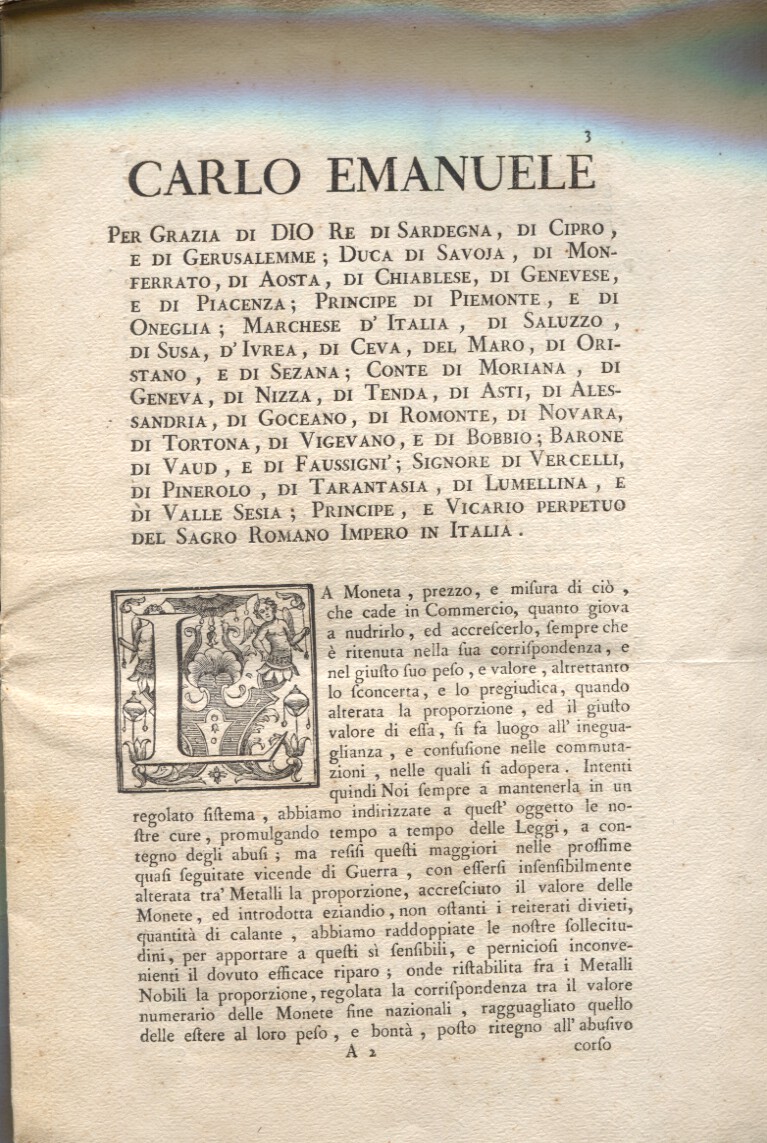 3
CARLO EMANUELE
PER GRAZIA DI DIO RE DI SARDEGNA, DI CIPRO,
E DI GERUSALEMME; DUCA DI SAVOJA, DI MON-
FERRATO, DI AOSTA, DI CHIABLESE, DI GENEVESE,
E DI PIACENZA; PRINCIPE DI PIEMONTE, E DI
ONEGLIA; MARCHESE D'ITALIA, DI SALUZZO,
DI SUSA, D'IVREA, DI CEVA, DEL MARO, DI ORI-
STANO, E DI SEZANA; CONTE DI MORIANA, DI
GENEVA, DI NIZZA, DI TENDA, DI ASTI, DI ALES-
SANDRIA, DI GOCEANO, DI ROMONTE, DI NOVARA,
DI TORTONA, DI VIGEVANO, E DI BOBBIO; BARONE
DI VAUD, E DI FAUSSIGNI'; SIGNORE DI VERCELLI,
DI PINEROLO, DI TARANTASIA, DI LUMELLINA, E
DI VALLE SESIA; PRINCIPE, E VICARIO PERPETUO
DEL SAGRO ROMANO IMPERO IN ITALIA.
LA Moneta, prezzo, e miſura di ciò,
che cade in Commercio, quanto giova
a nudrirlo, ed accreſcerlo, ſempre che
è ritenuta nella ſua corriſpondenza, e
nel giuſto ſuo peſo, e valore, altrettanto
lo ſconcerta, e lo pregiudica, quando
alterata la proporzione, ed il giuſto
valore di eſſa, ſi fa luogo all' inegua-
glianza, e confuſione nelle commuta-
zioni, nelle quali ſi adopera. Intenti
quindi Noi ſempre a mantenerla in un
regolato ſiſtema, abbiamo indirizzate a queſt' oggetto le no-
ſtre cure, promulgando tempo a tempo delle Leggi, a con-
tegno degli abuſi; ma reſiſi queſti maggiori nelle proſſime
quaſi ſeguitate vicende di Guerra, con eſſerſi inſenſibilmente
alterata tra' Metalli la proporzione, accreſciuto il valore delle
Monete, ed introdotta eziandio, non oſtanti i reiterati divieti,
quantità di calante, abbiamo raddoppiate le noſtre ſollecitu-
dini, per apportare a queſti sì ſenſibili, e pernicioſi inconve-
nienti il dovuto efficace riparo; onde riſtabilita fra i Metalli
Nobili la proporzione, regolata la corriſpondenza tra il valore
numerario delle Monete fine nazionali, ragguagliato quello
delle eſtere al loro peſo, e bontà, poſto ritegno all' abuſivo
A 2
corſo